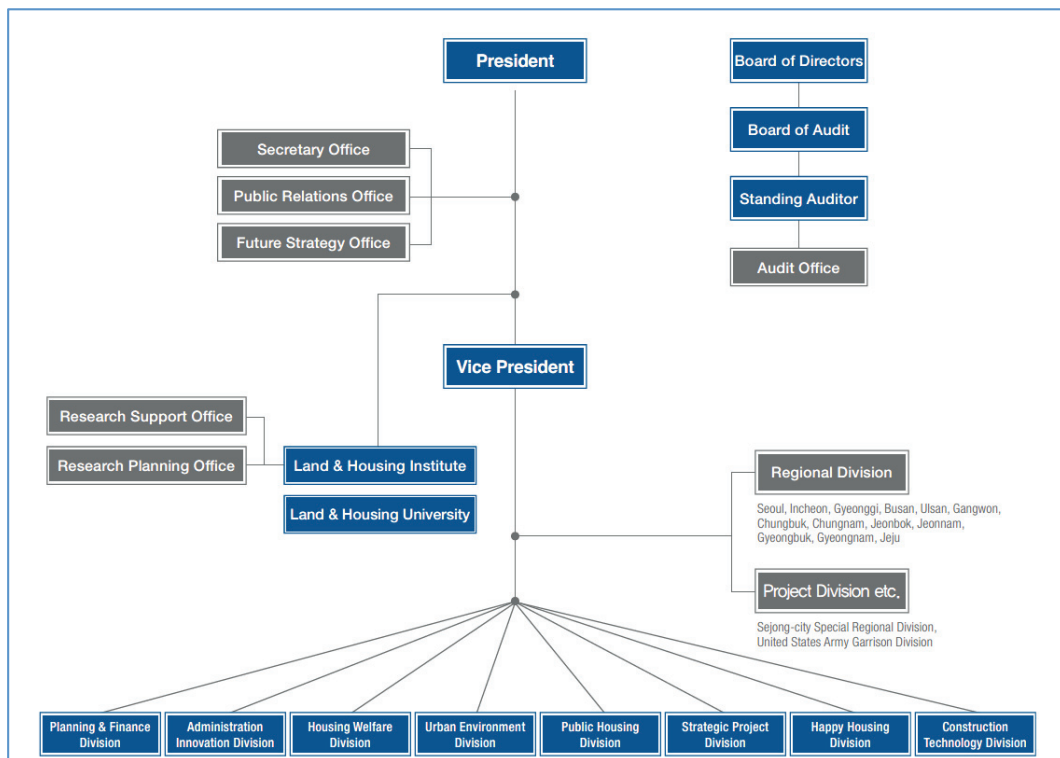 President
Board of Directors
Board of Audit
Standing Auditor
Audit Office
Secretary Office
Public Relations Office
Future Strategy Office
Vice President
Research Support Office
Research Planning Office
Land & Housing Institute
Land & Housing University
Regional Division
Seoul, Incheon, Gyeonggi, Busan, Ulsan, Gangwon,
Chungbuk, Chungnam, Jeonbok, Jeonnam,
Gyeongbuk, Gyeongnam, Jeju
Project Division etc.
Sejong-city Special Regional Division,
United States Army Garrison Division
Planning & Finance
Division
Administration
Innovation Division
Housing Welfare
Division
Urban Environment
Division
Public Housing
Division
Strategic Project
Division
Happy Housing
Division
Construction
Technology Division